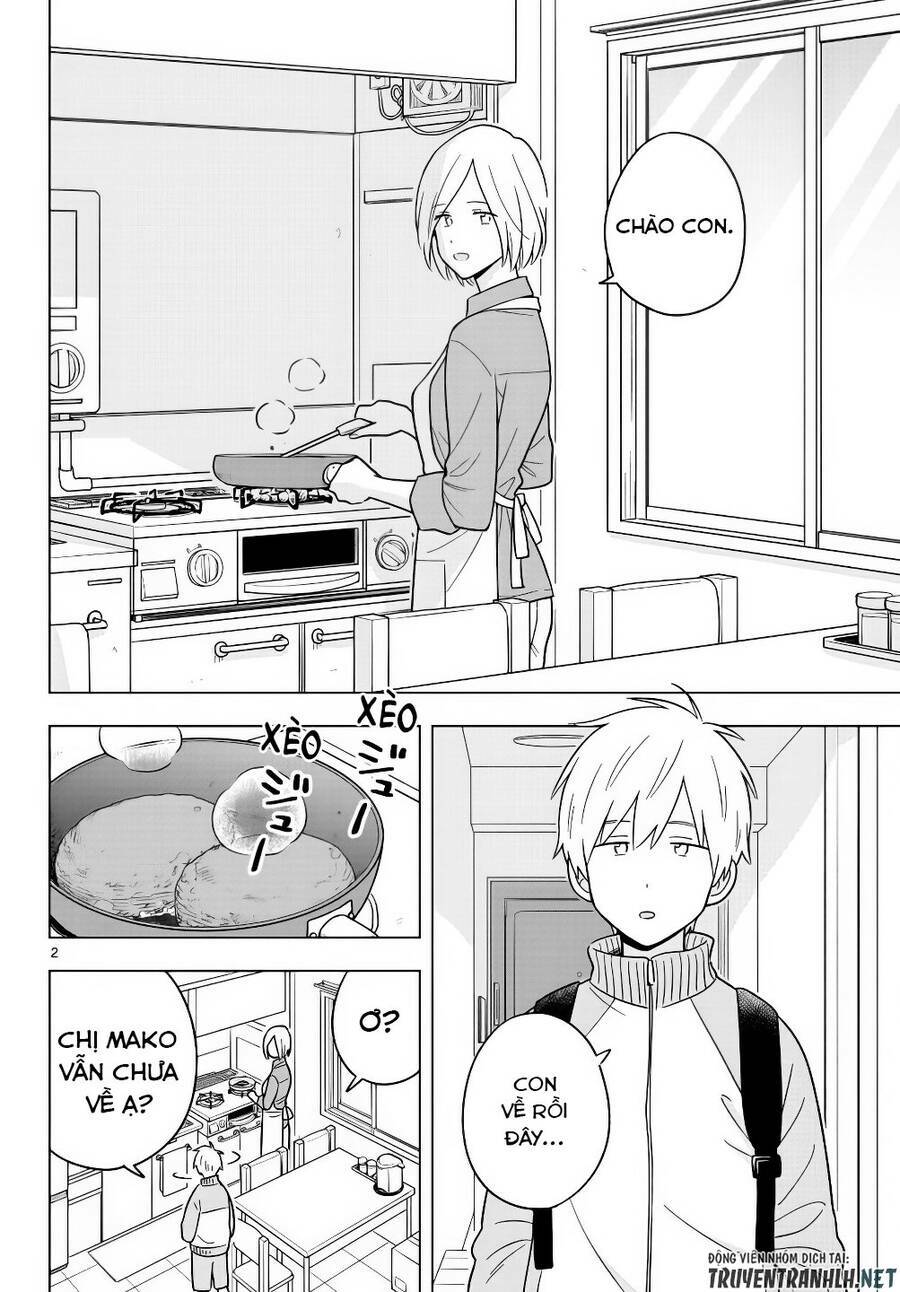 CHÀO CON.
CON
VỀ RỒI
ĐÂY...
XÈO
XÈO
ジュー
ジュー
2
Ơ?
CHỊ MAKO
VẪN CHƯA
VỀ Ạ?
ĐỘNG VIÊN NHÓM DỊCH TẠI:
TRUYENTRANHLH.NET